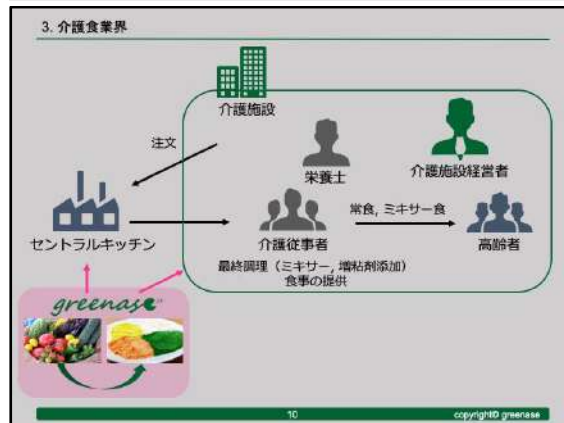 3. 介護食業界
介護施設
注文
栄養士
介護施設経営者
常食, ミキサー食
セントラルキッチン
介護従事者
高齢者
最終調理（ミキサー, 増粘剤添加）
食事の提供
greenase
10
copyright© greenase